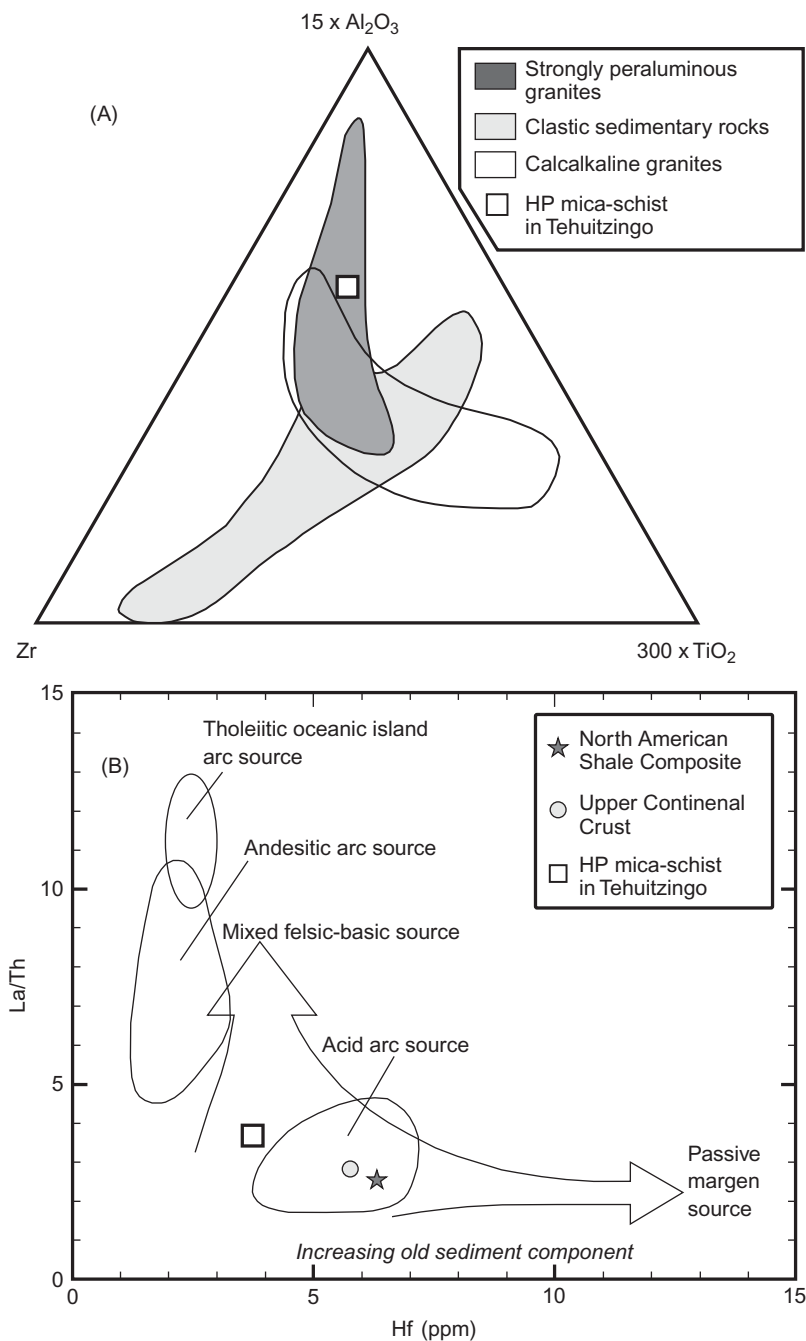 15 x Al₂O₃
(A)
Strongly peraluminous
granites
Clastic sedimentary rocks
Calcalkaline granites
HP mica-schist
in Tehuitzingo
Zr
300 x TiO₂
15
(B)
Tholeiitic oceanic island
arc source
Andesitic arc source
Mixed felsic-basic source
Acid arc source
North American
Shale Composite
Upper Continenal
Crust
HP mica-schist
in Tehuitzingo
10
La/Th
5
Passive
margen
source
Increasing old sediment component
0
0
5
10
15
Hf (ppm)